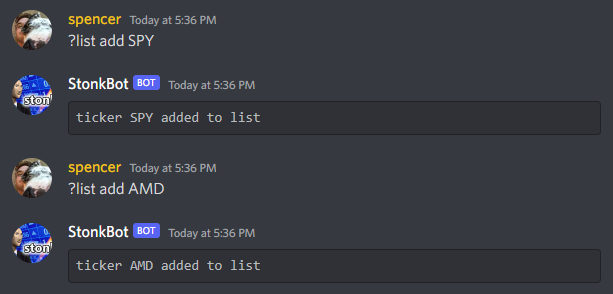 spencer Today at 5:36 PM
?list add SPY
StonkBot BOT Today at 5:36 PM
ston
ticker SPY added to list
spencer Today at 5:36 PM
?list add AMD
StonkBot BOT Today at 5:36 PM
ston
ticker AMD added to list